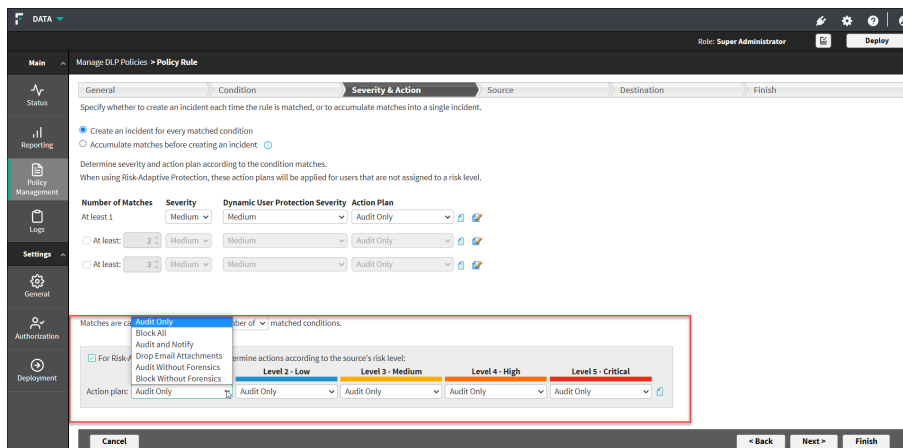 DATA
Role: Super Administrator
Deploy
Main
Manage DLP Policies > Policy Rule
General
Condition
Severity & Action
Source
Destination
Finish
Status
Specify whether to create an incident each time the rule is matched, or to accumulate matches into a single incident.
Create an incident for every matched condition
Reporting
Accumulate matches before creating an incident
Determine severity and action plan according to the condition matches.
When using Risk-Adaptive Protection, these action plans will be applied for users that are not assigned to a risk level.
Policy Management
Number of Matches Severity Dynamic User Protection Severity Action Plan
At least 1 Medium Medium Audit Only
Logs
At least: 2 Medium Medium Audit Only
Settings
At least: 3 Medium Medium Audit Only
General
Matches are ca
of matched conditions.
Audit Only
Block All
Audit and Notify
Drop Email Attachments
Audit Without Forensics
Block Without Forensics
Authorization
For Risk-A
ermine actions according to the source's risk level:
Level 2 - Low Level 3 - Medium Level 4 - High Level 5 - Critical
Deployment
Action plan: Audit Only Audit Only Audit Only Audit Only Audit Only
Cancel
< Back
Next >
Finish